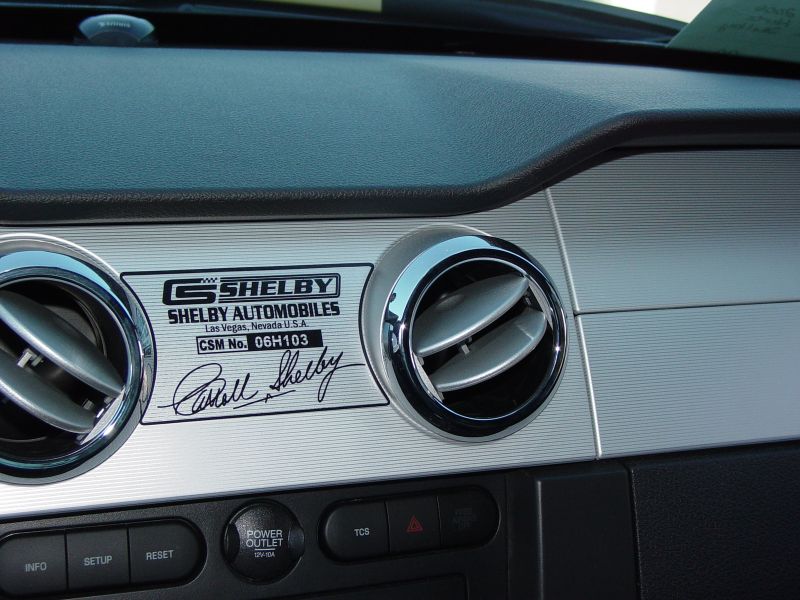 CS SHELBY
SHELBY AUTOMOBILES
Las Vegas, Nevada U.S.A.
CSM No. 06H103
Carroll Shelby
INFO
SETUP
RESET
POWER
OUTLET
12V-10A
TCS